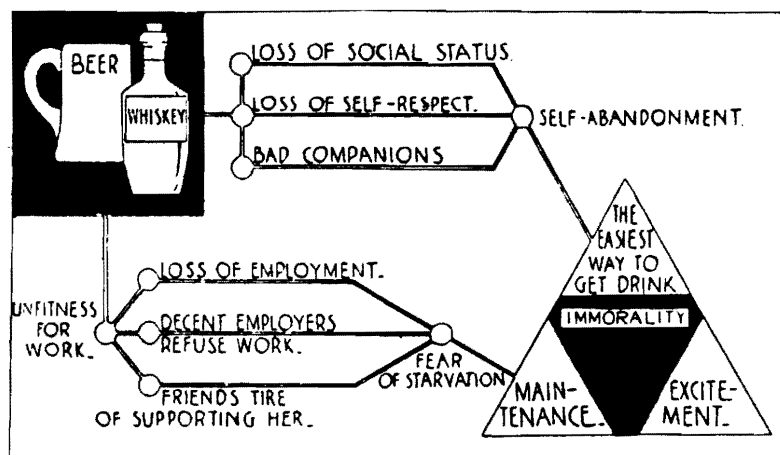 BEER
WHISKEY
LOSS OF SOCIAL STATUS.
LOSS OF SELF-RESPECT.
BAD COMPANIONS
SELF-ABANDONMENT.
UNFITNESS
FOR
WORK.
LOSS OF EMPLOYMENT.
DECENT EMPLOYERS
REFUSE WORK.
FRIENDS TIRE
OF SUPPORTING HER.
FEAR
OF STARVATION
THE
EASIEST
WAY TO
GET DRINK
IMMORALITY
MAIN-
TENANCE.
EXCITE-
MENT.